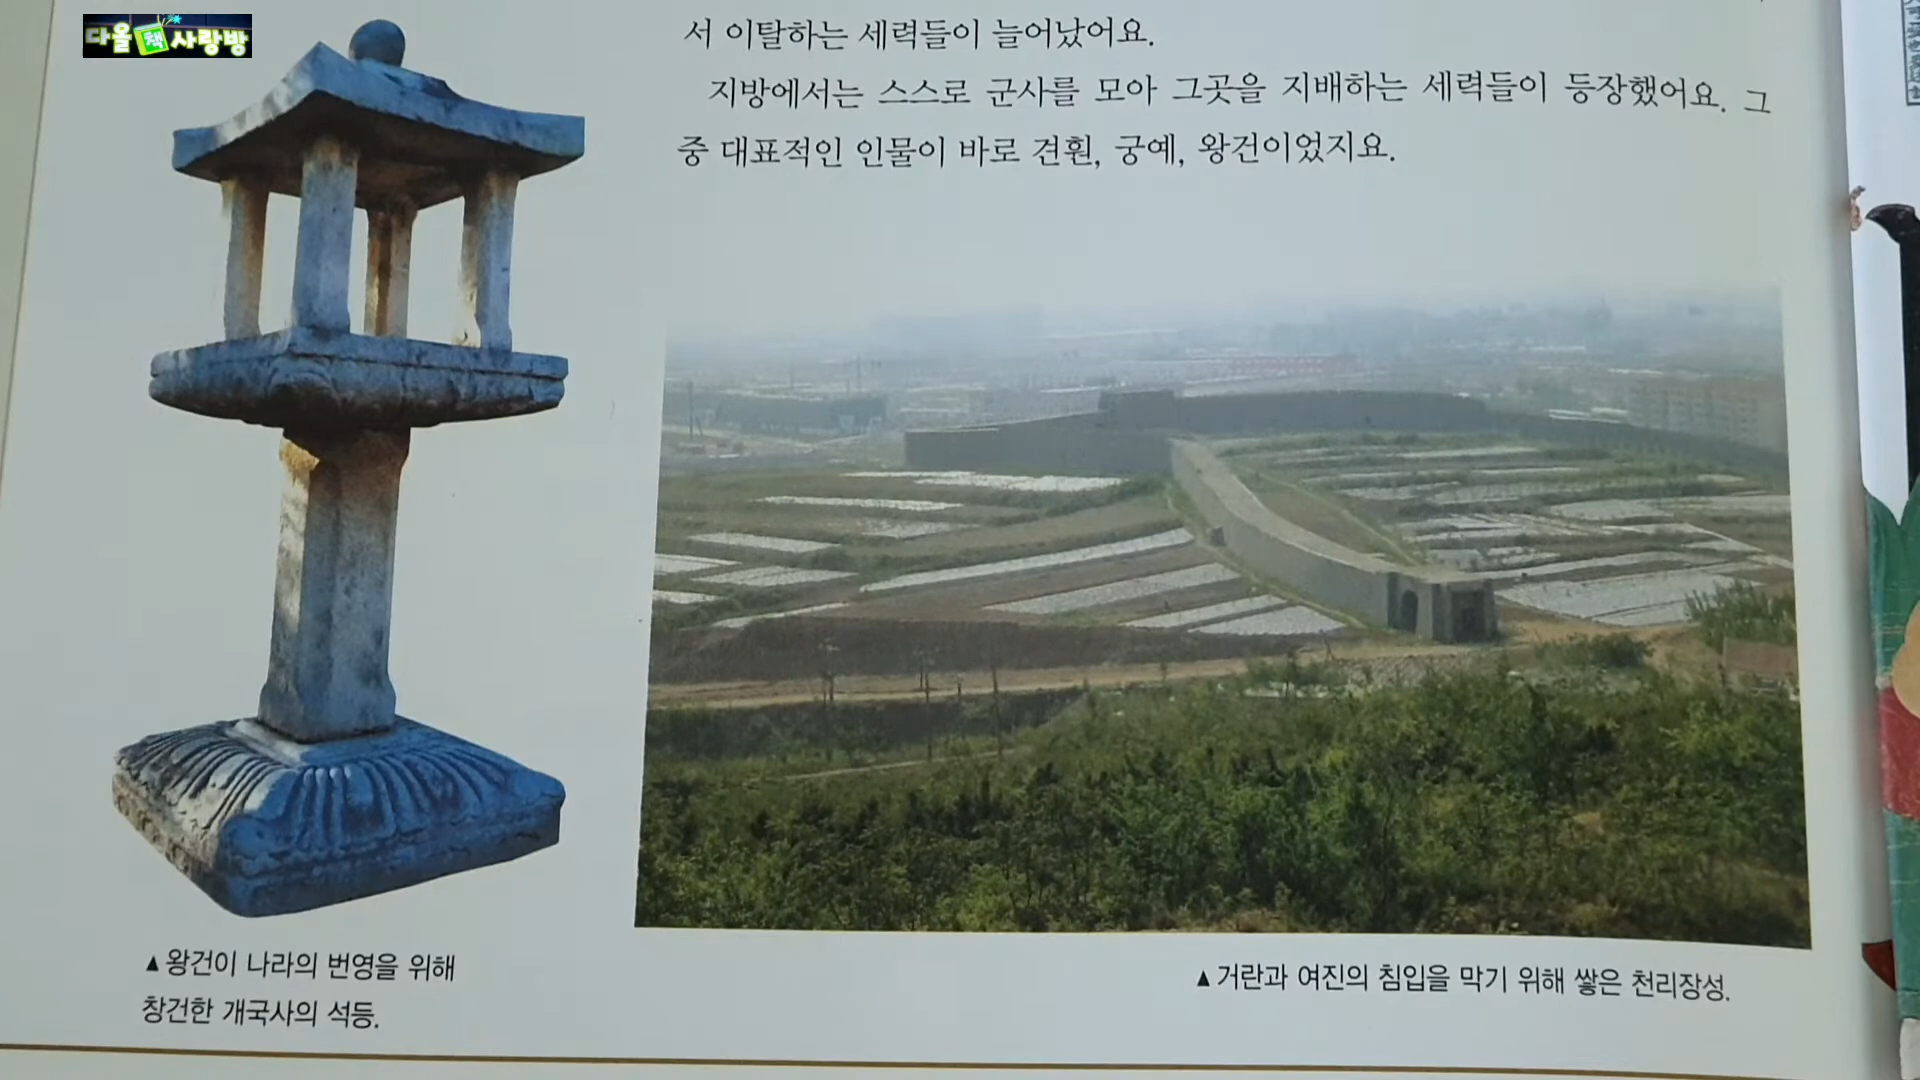 다올책사랑방
서 이탈하는 세력들이 늘어났어요.
지방에서는 스스로 군사를 모아 그곳을 지배하는 세력들이 등장했어요. 그
중 대표적인 인물이 바로 견훤, 궁예, 왕건이었지요.
▲왕건이 나라의 번영을 위해
창건한 개국사의 석등.
▲거란과 여진의 침입을 막기 위해 쌓은 천리장성.